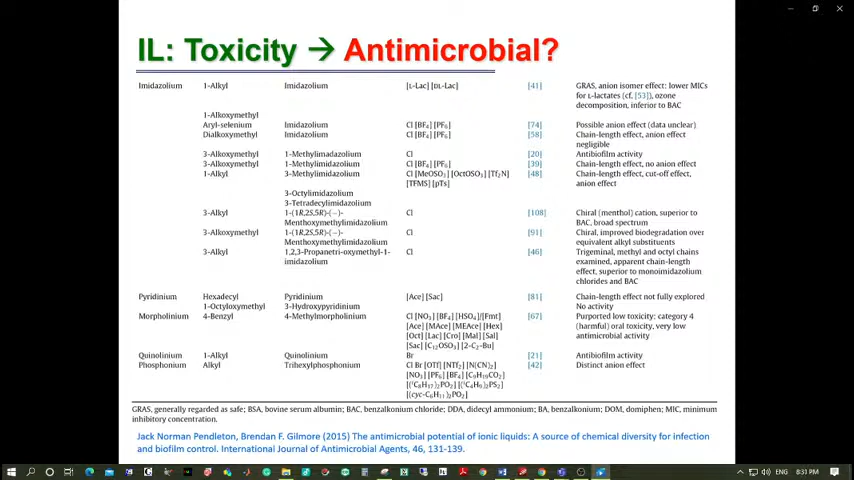 IL: Toxicity → Antimicrobial?
Imidazolium 1-Alkyl Imidazolium [L-Lac] [DL-Lac] [41] GRAS, anion isomer effect: lower MICs
for L-lactates (cf. [53]), ozone
decomposition, inferior to BAC
1-Alkoxymethyl
Aryl-selenium Imidazolium Cl [BF4] [PF6] [74] Possible anion effect (data unclear)
Dialkoxymethyl Imidazolium Cl [BF4] [PF6] [58] Chain-length effect, anion effect
negligible
3-Alkoxymethyl 1-Methylimadazolium Cl [20] Antibiofilm activity
3-Alkoxymethyl 1-Methylimidazolium Cl [BF4] [PF6] [39] Chain-length effect, no anion effect
1-Alkyl 3-Methylimidazolium Cl [MeOSO3] [OctOSO3] [Tf2N] [48] Chain-length effect, cut-off effect,
[TFMS] [pTs] anion effect
3-Octylimidazolium
3-Tetradecylimidazolium
3-Alkyl 1-(1R,2S,5R)-(−)- Cl [108] Chiral (menthol) cation, superior to
Menthoxymethylimidazolium BAC, broad spectrum
3-Alkoxymethyl 1-(1R,2S,5R)-(−)- Cl [91] Chiral, improved biodegradation over
Menthoxymethylimidazolium equivalent alkyl substituents
3-Alkyl 1,2,3-Propanetri-oxymethyl-1- Cl [46] Trigeminal, methyl and octyl chains
imidazolium examined, apparent chain-length
effect, superior to monoimidazolium
chlorides and BAC
Pyridinium Hexadecyl Pyridinium [Ace] [Sac] [81] Chain-length effect not fully explored
1-Octyloxymethyl 3-Hydroxypyridinium No activity
Morpholinium 4-Benzyl 4-Methylmorpholinium Cl [NO3] [BF4] [HSO4]/[Fmt] [67] Purported low toxicity: category 4
[Ace] [MAce] [MEAce] [Hex] (harmful) oral toxicity, very low
[Oct] [Lac] [Cro] [Mal] [Sal] antimicrobial activity
[Sac] [C12OSO3] [2-C2-Bu]
Quinolinium 1-Alkyl Quinolinium Br [21] Antibiofilm activity
Phosphonium Alkyl Trihexylphosphonium Cl Br [OTf] [NTf2] [N(CN)2] [42] Distinct anion effect
[NO3] [PF6] [BF4] [C9H19CO2]
[(iC8H17)2PO2] [(iC4H9)2PS2]
[(cyc-C6H11)2PO2]
GRAS, generally regarded as safe; BSA, bovine serum albumin; BAC, benzalkonium chloride; DDA, didecyl ammonium; BA, benzalkonium; DOM, domiphen; MIC, minimum
inhibitory concentration.
Jack Norman Pendleton, Brendan F. Gilmore (2015) The antimicrobial potential of ionic liquids: A source of chemical diversity for infection
and biofilm control. International Journal of Antimicrobial Agents, 46, 131-139.
ENG 8:31 PM